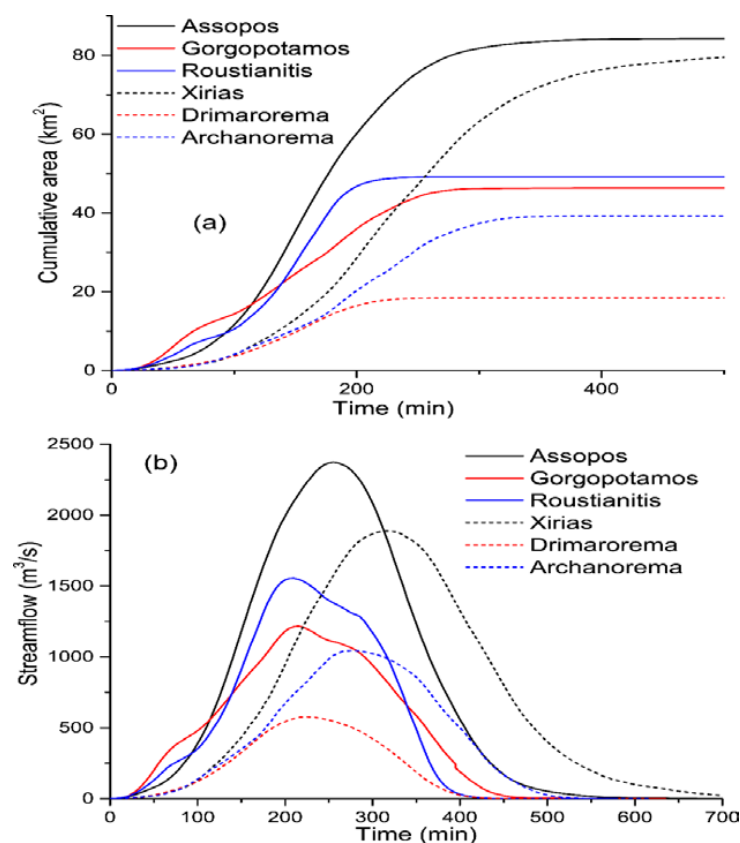 80
60
40
20
0
Cumulative area (km²)
Assopos
Gorgopotamos
Roustianitis
Xirias
Drimarorema
Archanorema
(a)
0 200 400
Time (min)
2500
2000
1500
1000
500
0
Streamflow (m³/s)
(b)
Assopos
Gorgopotamos
Roustianitis
Xirias
Drimarorema
Archanorema
0 100 200 300 400 500 600 700
Time (min)